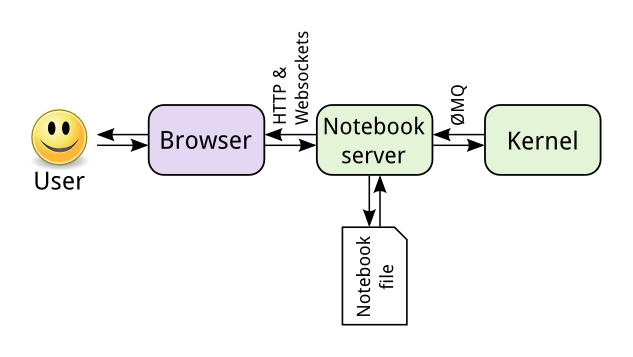 User
Browser
HTTP &
Websockets
Notebook
server
ØMQ
Kernel
Notebook
file